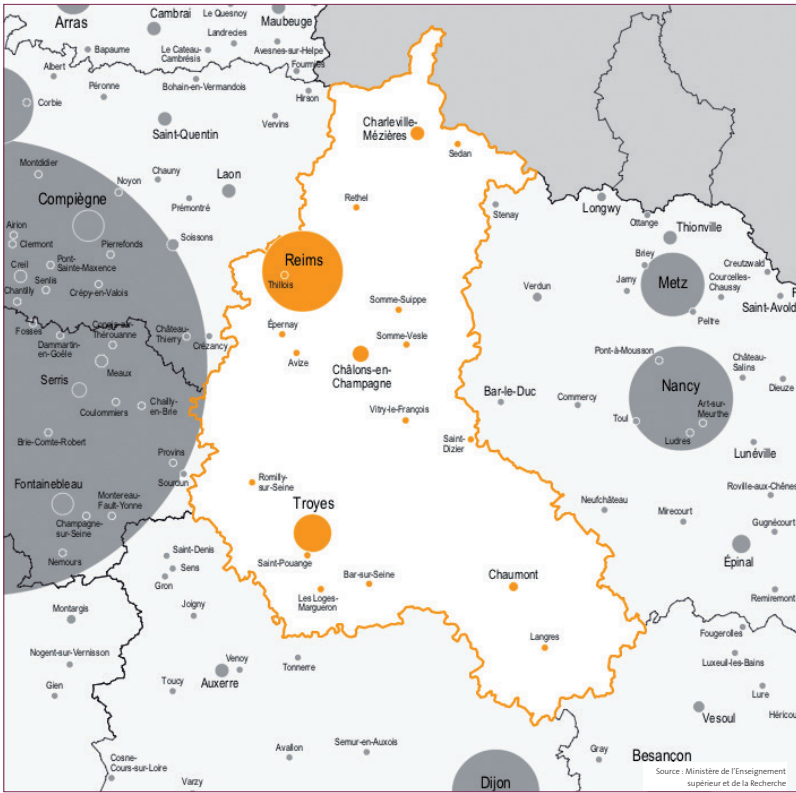 Arras
Cambrai
Le Quesnoy
Maubeuge
Landrecies
Bapaume
Le Cateau-
Cambrésis
Avesnes-sur-Helpe
Fourmies
Albert
Péronne
Bohain-en-Vermandois
Hirson
Corbie
Saint-Quentin
Vervins
Charleville-
Mézières
Sedan
Montdidier
Noyon
Chauny
Laon
Compiègne
Prémontré
Rethel
Stenay
Longwy
Ottange
Thionville
Airion
Clermont
Pierrefonds
Soissons
Creil
Pont-
Sainte-Maxence
Senlis
Chantilly
Crépy-en-Valois
Reims
Thillois
Briey
Jarny
Metz
Creutzwald
Courcelles-
Chaussy
Saint-Avold
Peltre
Verdun
Somme-Suippe
Fosses
Dammartin-
en-Goële
Thérouanne
Château-
Thierry
Crézancy
Épernay
Avize
Somme-Vesle
Châlons-en-
Champagne
Pont-à-Mousson
Château-
Salins
Meaux
Serris
Coulommiers
Chailly-
en-Brie
Nancy
Dieuze
Bar-le-Duc
Commercy
Toul
Art-sur-
Meurthe
Ludres
Vitry-le-François
Saint-
Dizier
Lunéville
Brie-Comte-Robert
Provins
Sourdun
Romilly-
sur-Seine
Fontainebleau
Montereau-
Fault-Yonne
Champagne-
sur-Seine
Nemours
Troyes
Saint-Pouange
Neufchâteau
Mirecourt
Roville-aux-Chênes
Gugnécourt
Épinal
Saint-Denis
Sens
Gron
Joigny
Les Loges-
Margueron
Bar-sur-Seine
Chaumont
Remiremont
Montargis
Nogent-sur-Vernisson
Gien
Toucy
Venoy
Auxerre
Tonnerre
Langres
Fougerolles
Luxeuil-les-Bains
Lure
Héricou
Vesoul
Cosne-
Cours-sur-Loire
Varzy
Avallon
Semur-en-Auxois
Dijon
Gray
Besançon
Source : Ministère de l'Enseignement
supérieur et de la Recherche